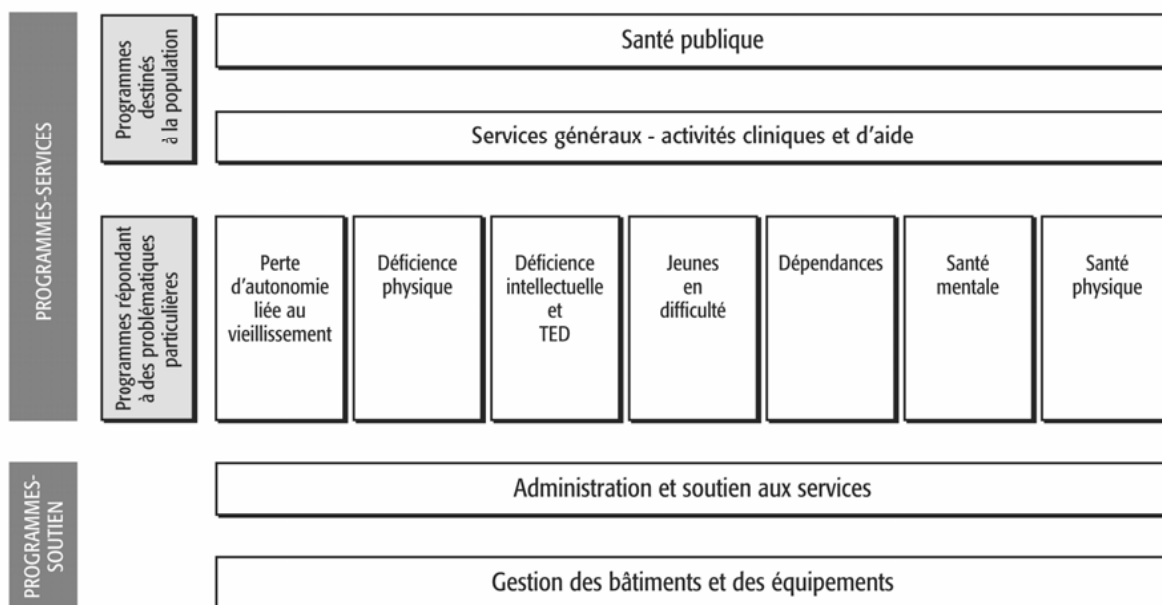 PROGRAMMES-SERVICES
Programmes
destinés
à la population
Santé publique
Services généraux - activités cliniques et d'aide
Programmes répondant
à des problématiques
particulières
Perte
d'autonomie
liée au
vieillissement
Déficience
physique
Déficience
intellectuelle
et
TED
Jeunes
en
difficulté
Dépendances
Santé
mentale
Santé
physique
PROGRAMMES-
SOUTIEN
Administration et soutien aux services
Gestion des bâtiments et des équipements